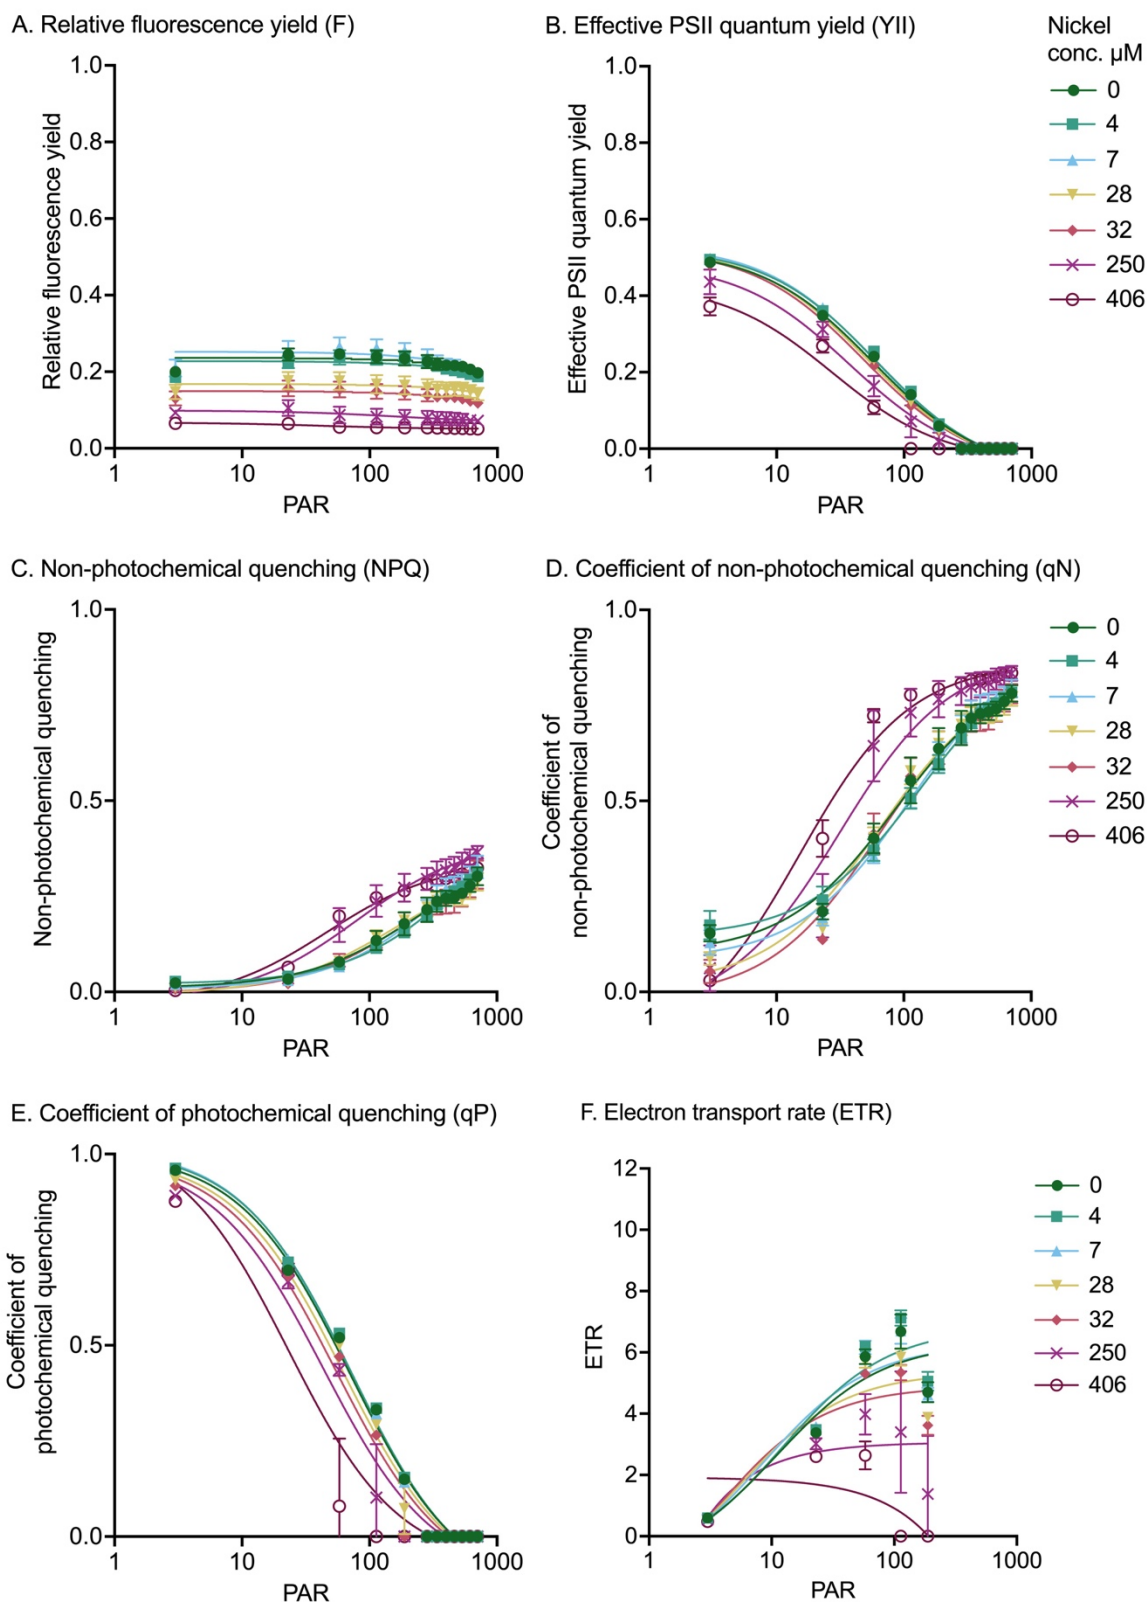 A. Relative fluorescence yield (F)
Relative fluorescence yield
1.0
0.8
0.6
0.4
0.2
0.0
1 10 100 1000
PAR
B. Effective PSII quantum yield (YII)
Effective PSII quantum yield
1.0
0.8
0.6
0.4
0.2
0.0
1 10 100 1000
PAR
Nickel
conc. µM
0
4
7
28
32
250
406
C. Non-photochemical quenching (NPQ)
Non-photochemical quenching
1.0
0.5
0.0
1 10 100 1000
PAR
D. Coefficient of non-photochemical quenching (qN)
Coefficient of
non-photochemical quenching
1.0
0.5
0.0
1 10 100 1000
PAR
0
4
7
28
32
250
406
E. Coefficient of photochemical quenching (qP)
Coefficient of
photochemical quenching
1.0
0.5
0.0
1 10 100 1000
PAR
F. Electron transport rate (ETR)
ETR
12
10
8
6
4
2
0
1 10 100 1000
PAR
0
4
7
28
32
250
406